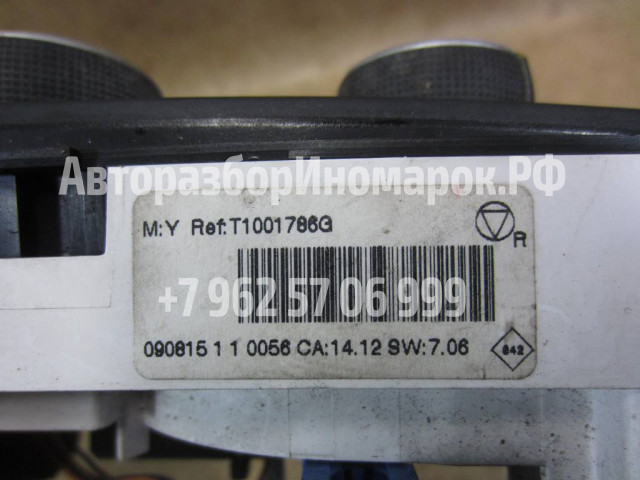 АвторазборИномарок.РФ
M:Y Ref:T1001786G
R
+7 962 57 06 999
090615 1 1 0056 CA:14.12 SW:7.06
842